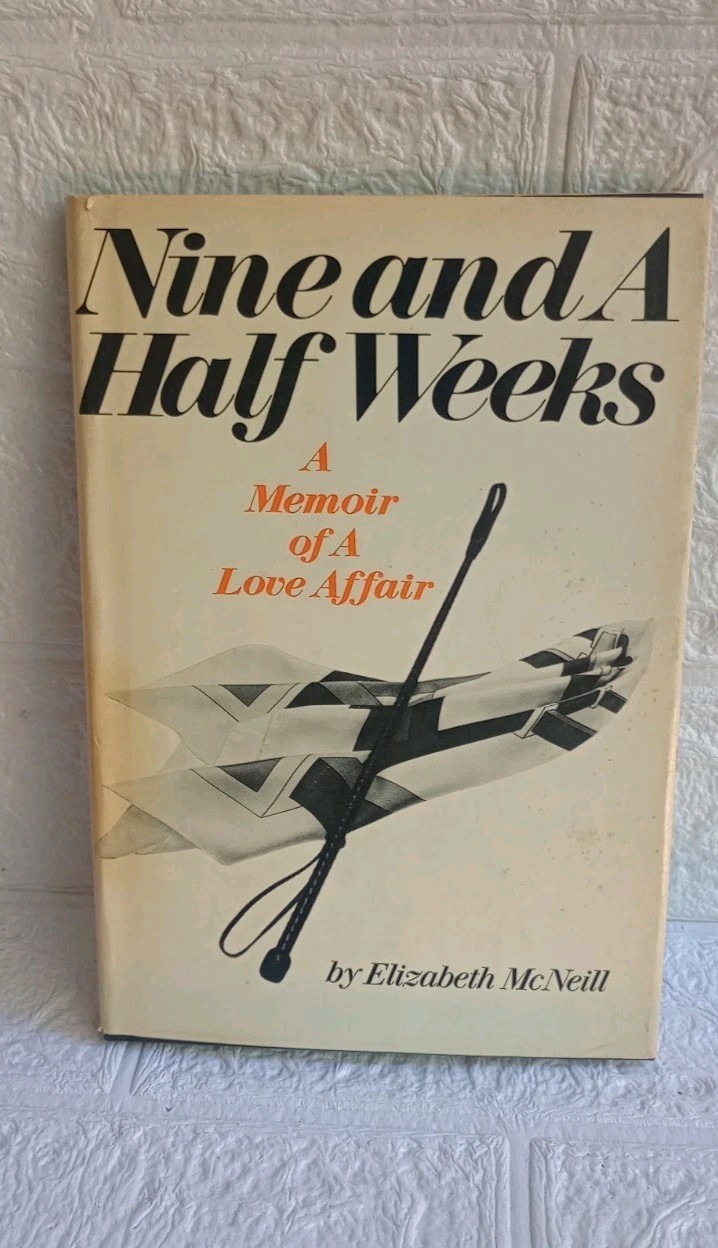 Nine and A
Half Weeks
A
Memoir
of A
Love Affair
by Elizabeth McNeill